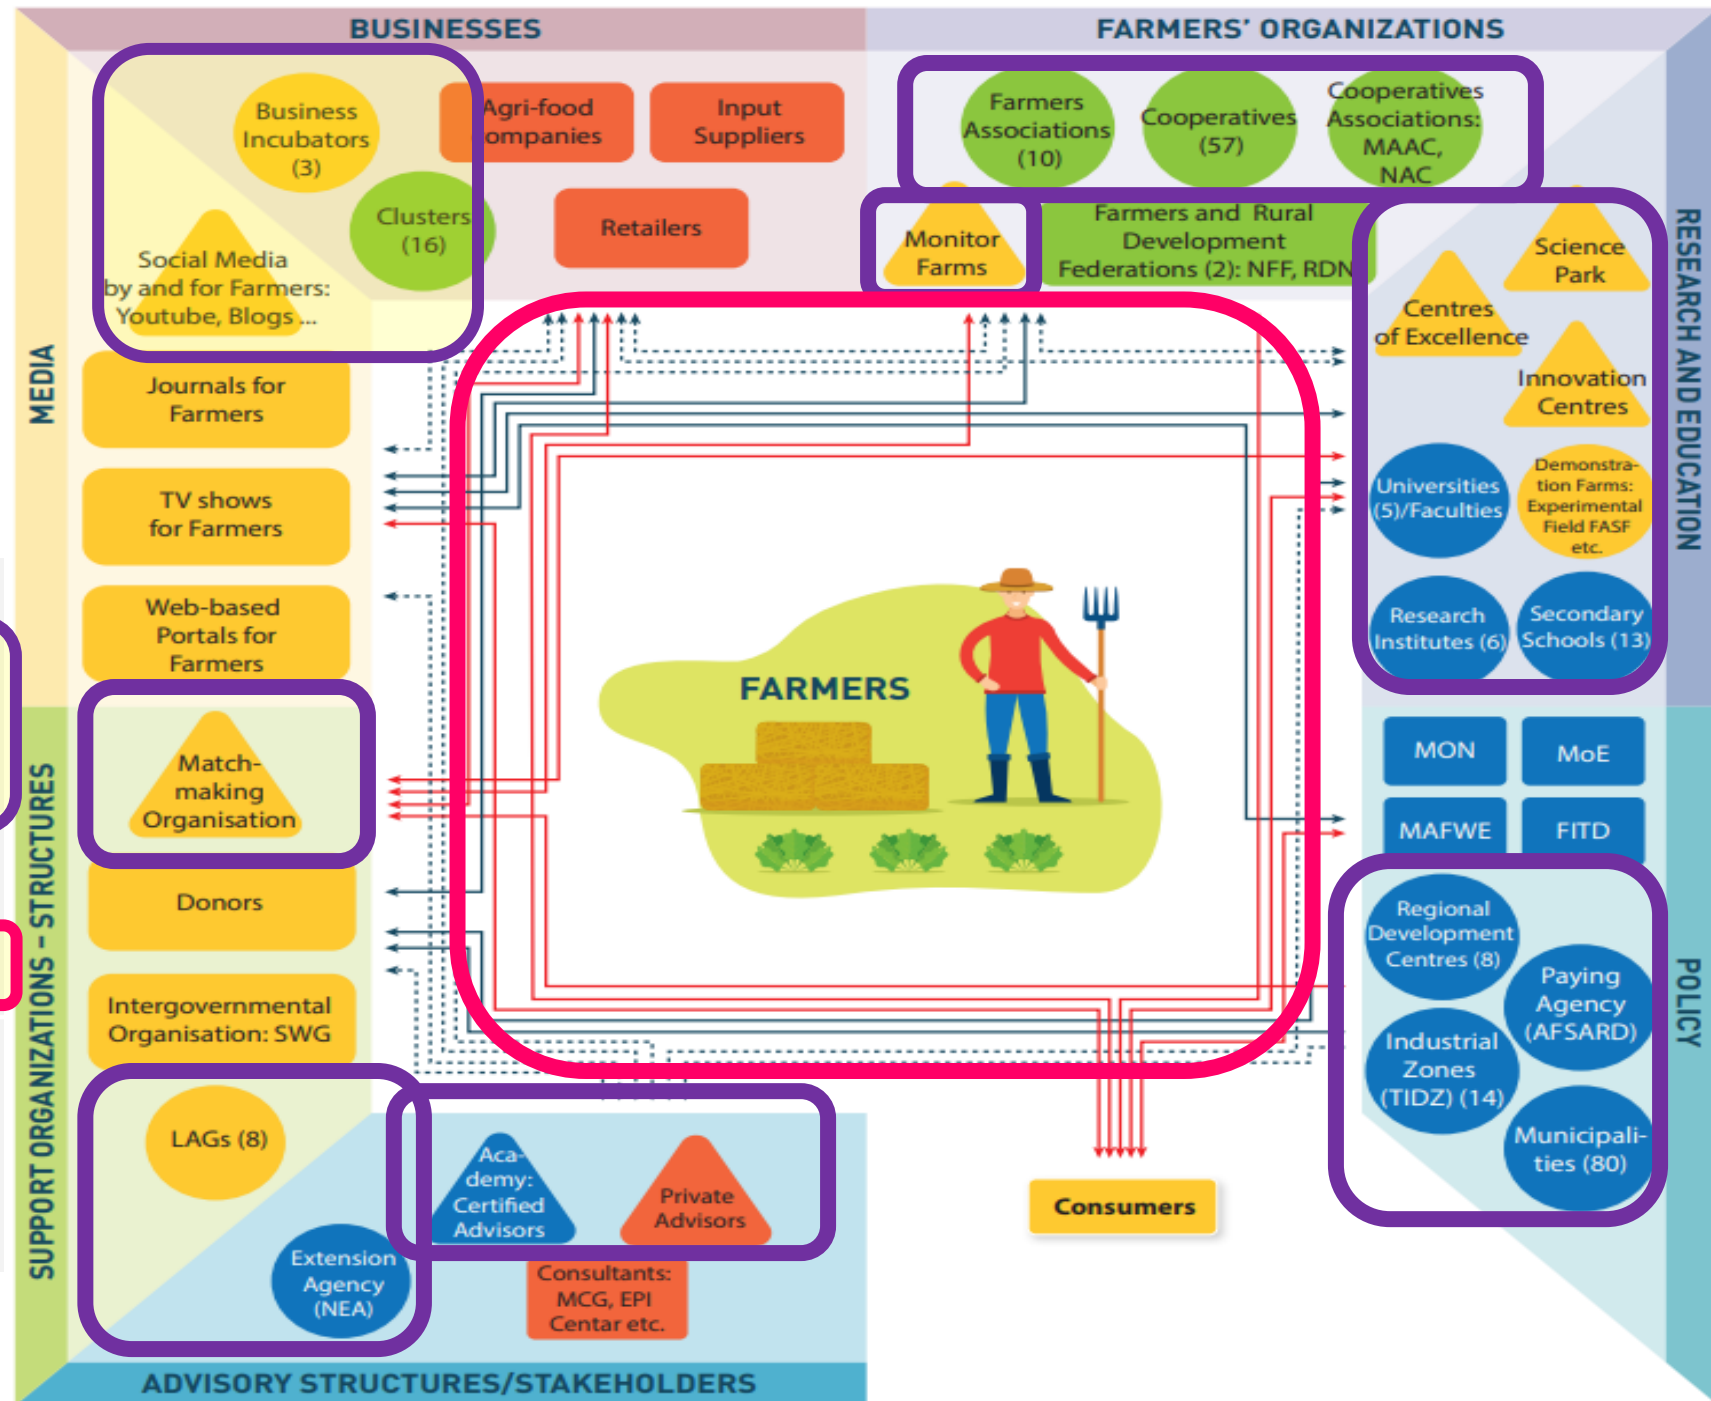 BUSINESSES
FARMERS' ORGANIZATIONS
MEDIA
SUPPORT ORGANIZATIONS – STRUCTURES
RESEARCH AND EDUCATION
POLICY
ADVISORY STRUCTURES/STAKEHOLDERS
Business
Incubators
(3)
Clusters
(16)
Social Media
by and for Farmers:
Youtube, Blogs ...
Agri-food
companies
Input
Suppliers
Retailers
Farmers
Associations
(10)
Cooperatives
(57)
Cooperatives
Associations:
MAAC,
NAC
Monitor
Farms
Farmers and Rural
Development
Federations (2): NFF, RDN
Science
Park
Centres
of Excellence
Innovation
Centres
Universities
(5)/Faculties
Demonstra-
tion Farms:
Experimental
Field FASF
etc.
Research
Institutes (6)
Secondary
Schools (13)
Journals for
Farmers
TV shows
for Farmers
Web-based
Portals for
Farmers
Match-
making
Organisation
Donors
Intergovernmental
Organisation: SWG
LAGs (8)
FARMERS
MON
MoE
MAFWE
FITD
Regional
Development
Centres (8)
Paying
Agency
(AFSARD)
Industrial
Zones
(TIDZ) (14)
Municipali-
ties (80)
Aca-
demy:
Certified
Advisors
Private
Advisors
Extension
Agency
(NEA)
Consultants:
MCG, EPI
Centar etc.
Consumers